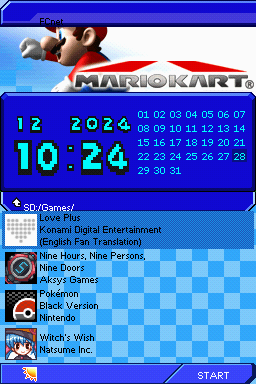 FCnet
MARIOKART®
12 2024
10:24
01 02 03 04 05 06 07
08 09 10 11 12 13 14
15 16 17 18 19 20 21
22 23 24 25 26 27 28
29 30 31
SD:/Games/
Love Plus
Konami Digital Entertainment
(English Fan Translation)
Nine Hours, Nine Persons,
Nine Doors
Aksys Games
Pokémon
Black Version
Nintendo
Witch's Wish
Natsume Inc.
START